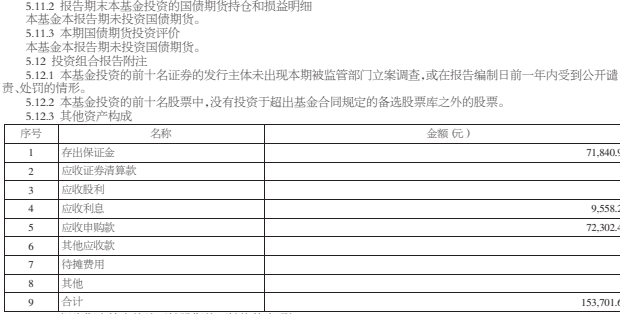 5.11.2 报告期末本基金投资的国债期货持仓和损益明细
本基金本报告期未投资国债期货。
5.11.3 本期国债期货投资评价
本基金本报告期未投资国债期货。
5.12 投资组合报告附注
5.12.1 本基金投资的前十名证券的发行主体未出现本期被监管部门立案调查,或在报告编制日前一年内受到公开谴
责、处罚的情形。
5.12.2 本基金投资的前十名股票中,没有投资于超出基金合同规定的备选股票库之外的股票。
5.12.3 其他资产构成
序号 名称 金额(元)
1 存出保证金 71,840.9
2 应收证券清算款
3 应收股利
4 应收利息 9,558.2
5 应收申购款 72,302.4
6 其他应收款
7 待摊费用
8 其他
9 合计 153,701.6